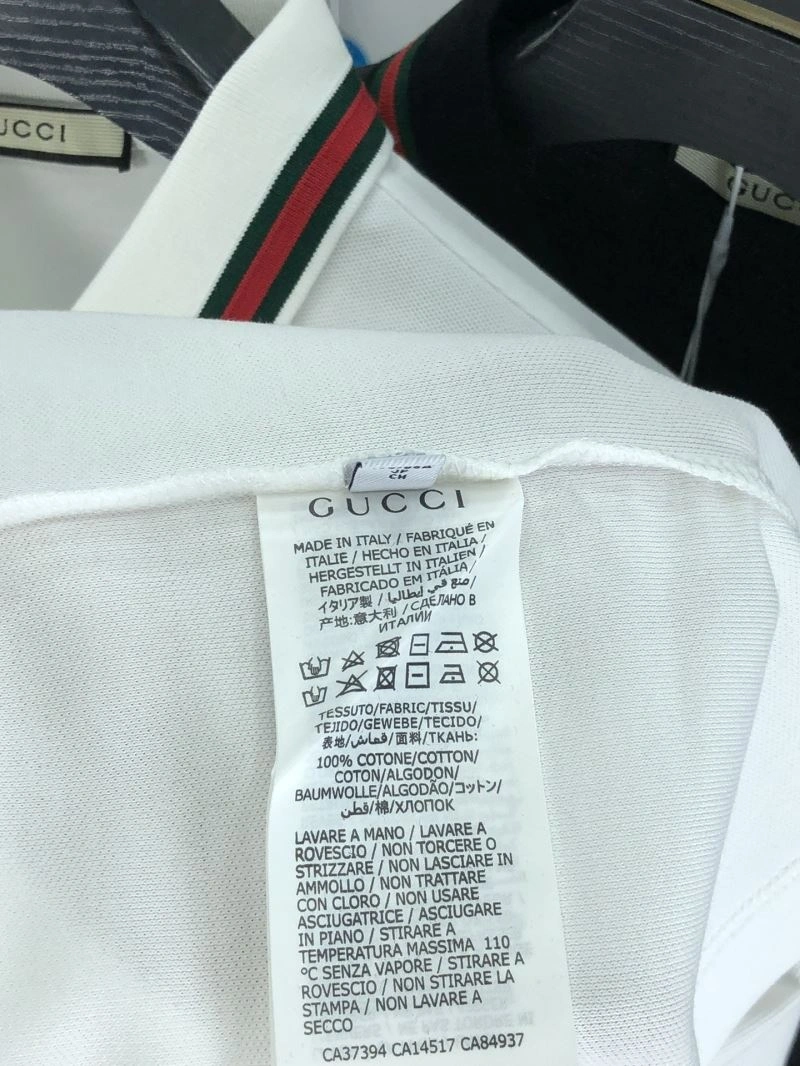 UCCI
GUC
JP
CH
GUCCI
MADE IN ITALY / FABRIQUÉ EN
ITALIE / HECHO EN ITALIA /
HERGESTELLT IN ITALIEN /
FABRICADO EM ITÁLIA /
イタリア製 / صنع في إيطاليا /
产地:意大利 / СДЕЛАНО В
ИТАЛИИ
TESSUTO/FABRIC/TISSU/
TEJIDO/GEWEBE/TECIDO/
表地/قماش/面料/ТКАНЬ:
100% COTONE/COTTON/
COTON/ALGODON/
BAUMWOLLE/ALGODÃO/コットン/
قطن/棉/ХЛОПОК
LAVARE A MANO / LAVARE A
ROVESCIO / NON TORCERE O
STRIZZARE / NON LASCIARE IN
AMMOLLO / NON TRATTARE
CON CLORO / NON USARE
ASCIUGATRICE / ASCIUGARE
IN PIANO / STIRARE A
TEMPERATURA MASSIMA 110
°C SENZA VAPORE / STIRARE A
ROVESCIO / NON STIRARE LA
STAMPA / NON LAVARE A
SECCO
CA37394 CA14517 CA84937